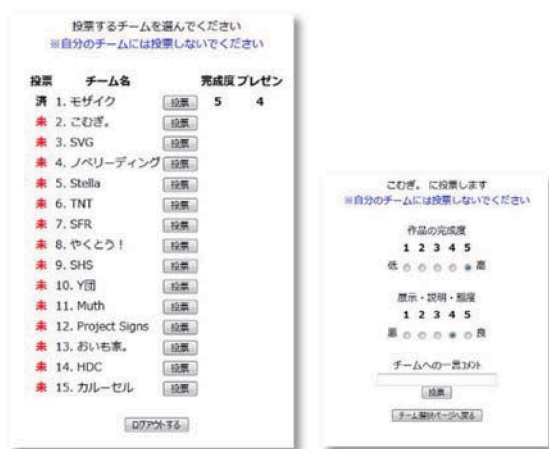 投票するチームを選んでください
※自分のチームには投票しないでください
投票 チーム名 完成度 プレゼン
済 1. モザイク 投票 5 4
未 2. こむぎ。 投票
未 3. SVG 投票
未 4. ノベリーディング 投票
未 5. Stella 投票
未 6. TNT 投票
未 7. SFR 投票
未 8. やくとう! 投票
未 9. SHS 投票
未 10. Y団 投票
未 11. Muth 投票
未 12. Project Signs 投票
未 13. おいも家。 投票
未 14. HDC 投票
未 15. カルーセル 投票
ログアウトする
こむぎ。 に投票します
※自分のチームには投票しないでください
作品の完成度
1 2 3 4 5
低 高
展示・説明・態度
1 2 3 4 5
悪 良
チームへの一言コメント
投票
チーム選択ページへ戻る